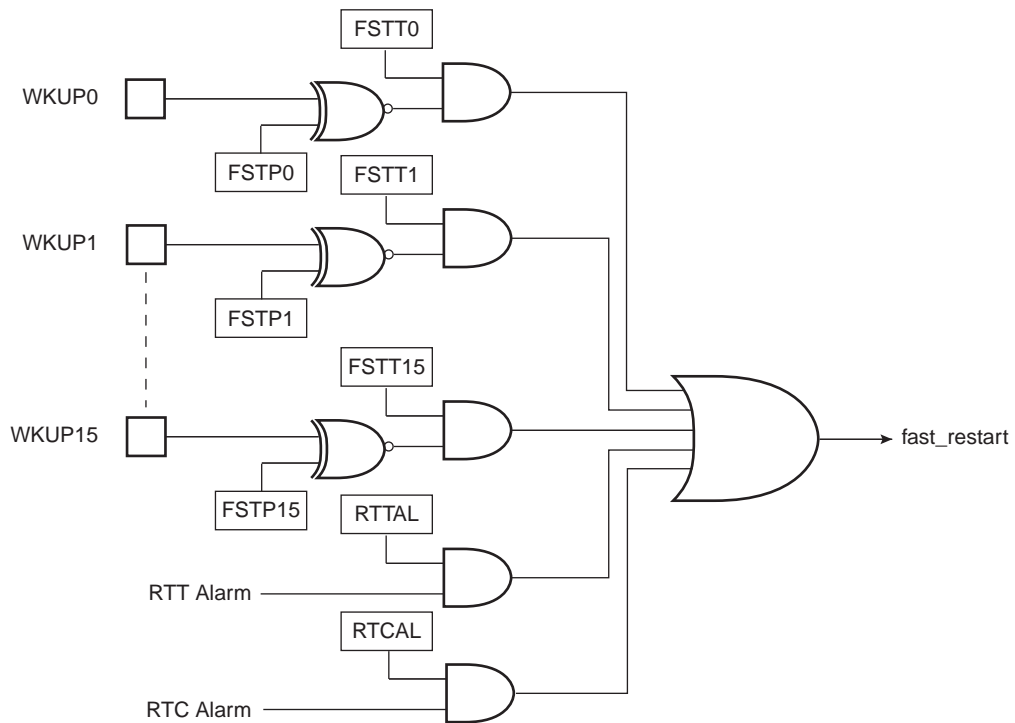 FSTT0
WKUP0
FSTP0
FSTT1
WKUP1
FSTP1
FSTT15
WKUP15
fast_restart
FSTP15
RTTAL
RTT Alarm
RTCAL
RTC Alarm